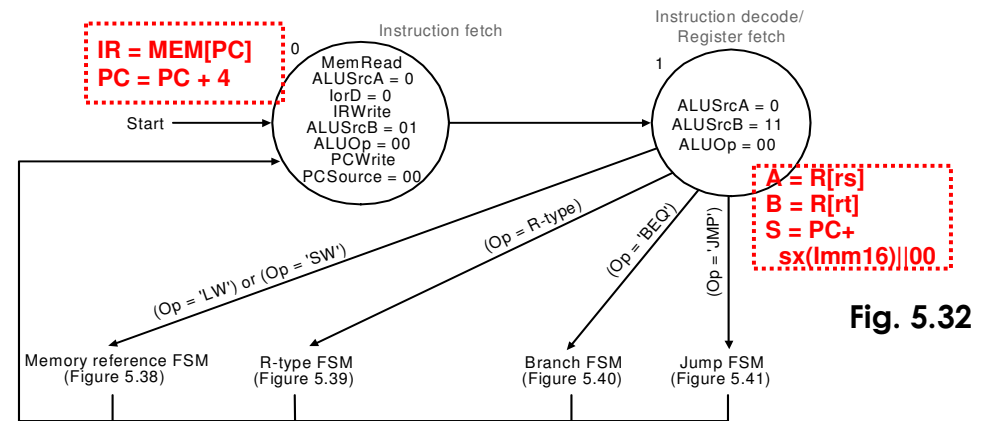 Instruction fetch
Instruction decode/
Register fetch
IR = MEM[PC]
PC = PC + 4
0
MemRead
ALUSrcA = 0
IorD = 0
IRWrite
ALUSrcB = 01
ALUOp = 00
PCWrite
PCSource = 00
Start
1
ALUSrcA = 0
ALUSrcB = 11
ALUOp = 00
A = R[rs]
B = R[rt]
S = PC+
sx(Imm16)||00
(Op = 'LW') or (Op = 'SW')
(Op = R-type)
(Op = 'BEQ')
(Op = 'JMP')
Fig. 5.32
Memory reference FSM
(Figure 5.38)
R-type FSM
(Figure 5.39)
Branch FSM
(Figure 5.40)
Jump FSM
(Figure 5.41)